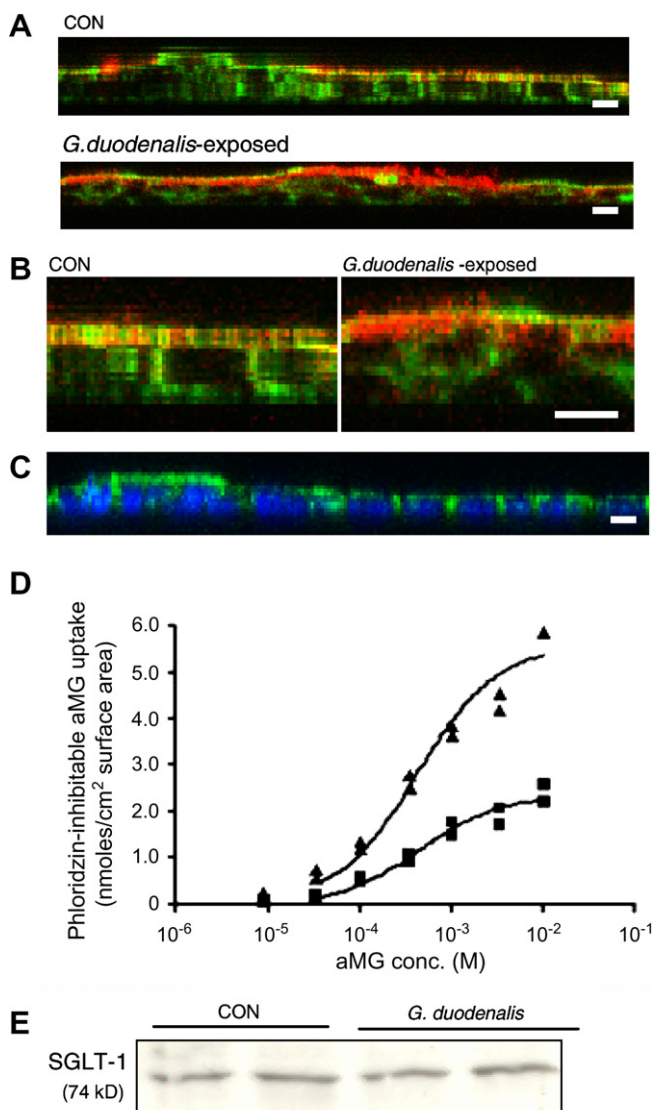 A
CON
G.duodenalis-exposed
B
CON
G.duodenalis -exposed
C
D
Phloridzin-inhibitable aMG uptake
(nmoles/cm² surface area)
6.0
5.0
4.0
3.0
2.0
1.0
0
10⁻⁶ 10⁻⁵ 10⁻⁴ 10⁻³ 10⁻² 10⁻¹
aMG conc. (M)
E
CON G. duodenalis
SGLT-1
(74 kD)